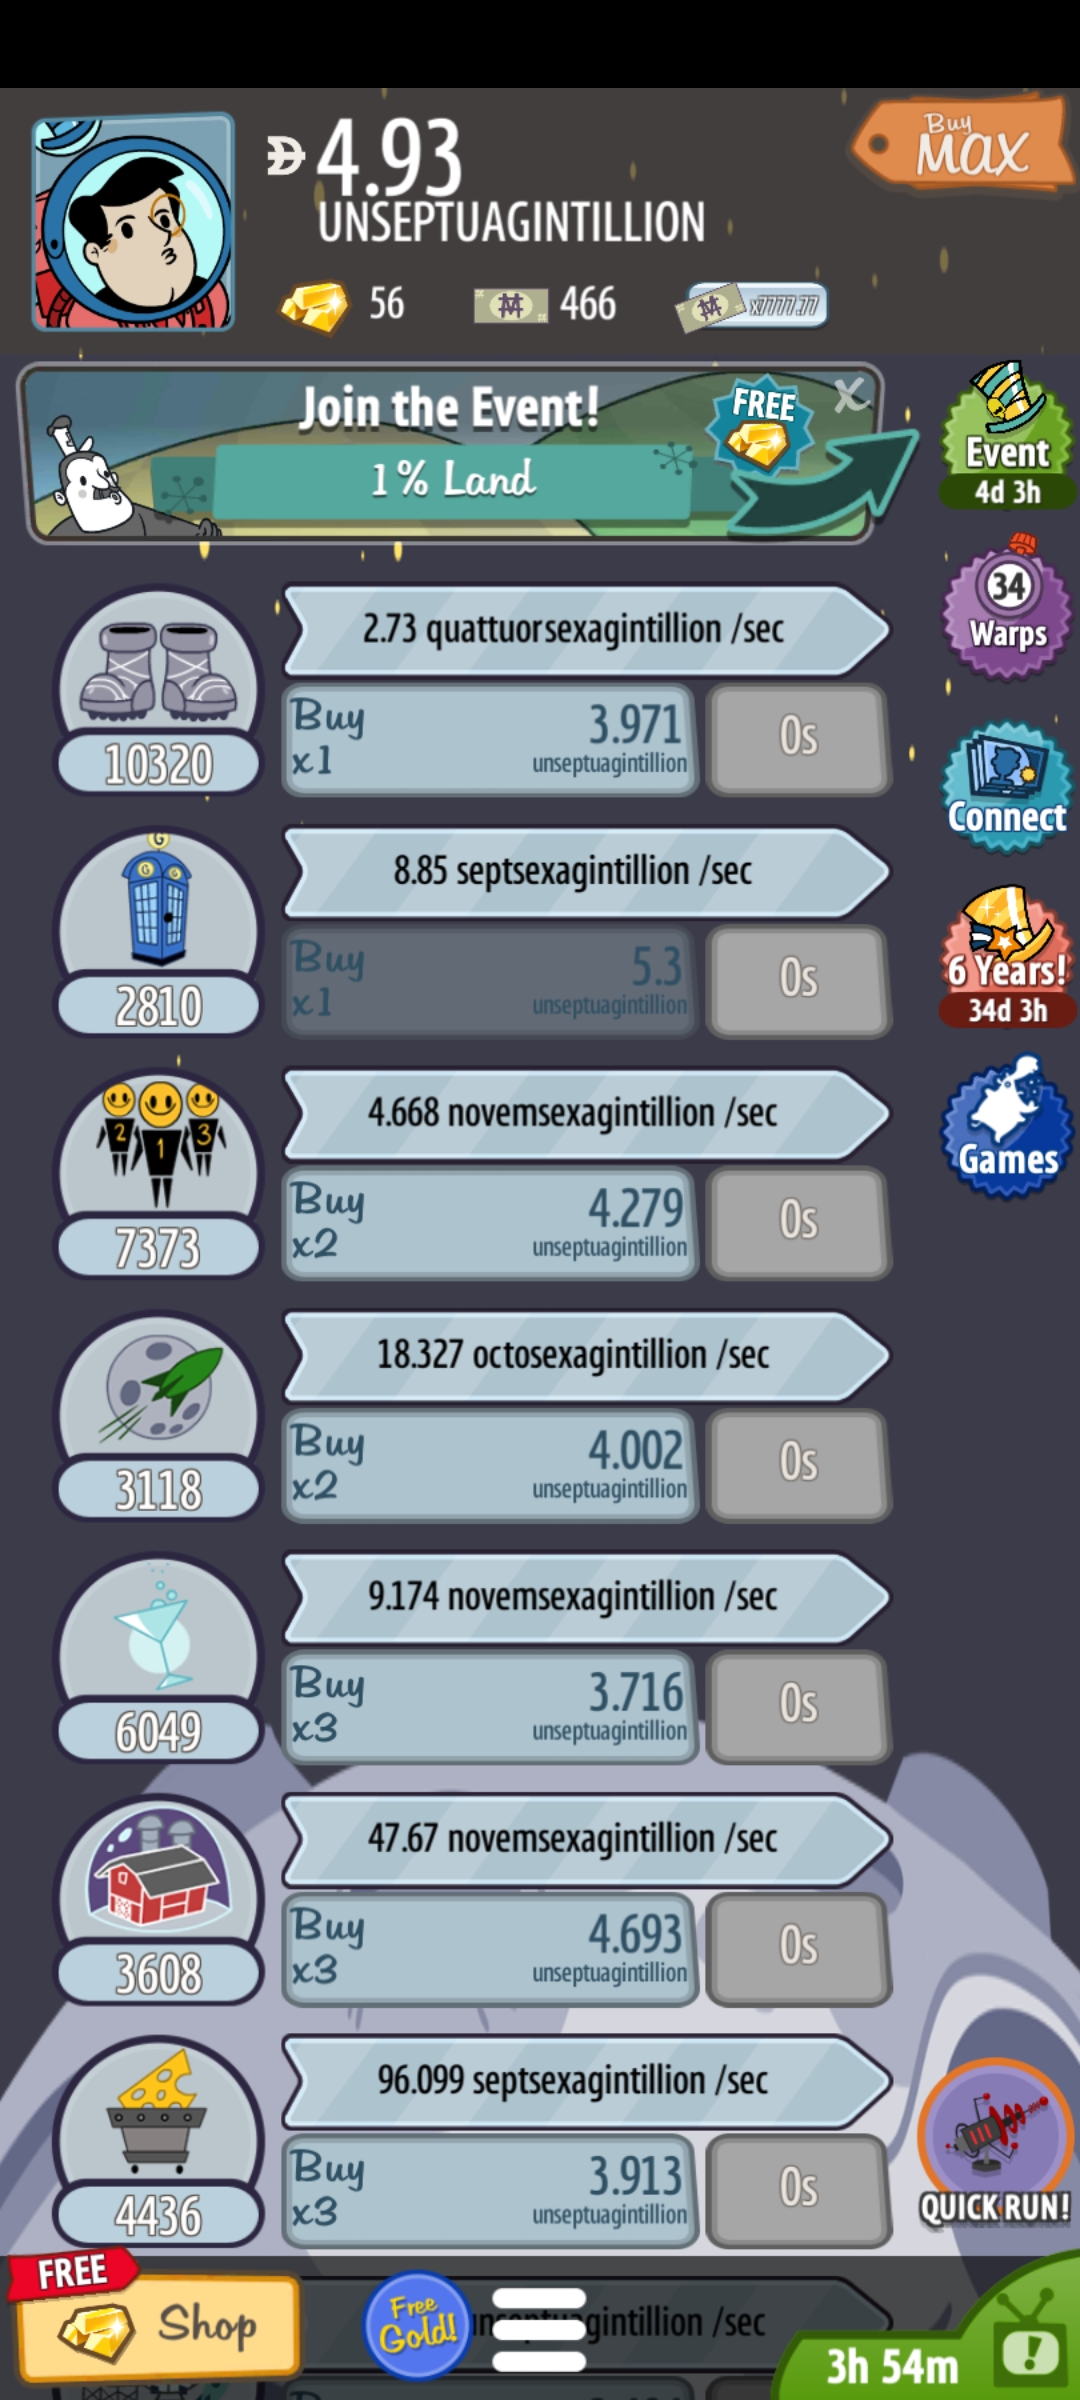 Buy
MAX
4.93
UNSEPTUAGINTILLION
56
466
x7777.77
Join the Event!
1% Land
FREE
X
Event
4d 3h
2.73 quattuorsexagintillion /sec
Buy
x1
3.971
unseptuagintillion
0s
10320
34
Warps
8.85 septsexagintillion /sec
Buy
x1
5.3
unseptuagintillion
0s
G
G
G
2810
Connect
6 Years!
34d 3h
4.668 novemsexagintillion /sec
2
1
3
Buy
x2
4.279
unseptuagintillion
0s
7373
Games
18.327 octosexagintillion /sec
Buy
x2
4.002
unseptuagintillion
0s
3118
9.174 novemsexagintillion /sec
Buy
x3
3.716
unseptuagintillion
0s
6049
47.67 novemsexagintillion /sec
Buy
x3
4.693
unseptuagintillion
0s
3608
96.099 septsexagintillion /sec
Buy
x3
3.913
unseptuagintillion
0s
4436
QUICK RUN!
FREE
Shop
Free
Gold!
/sec
3h 54m